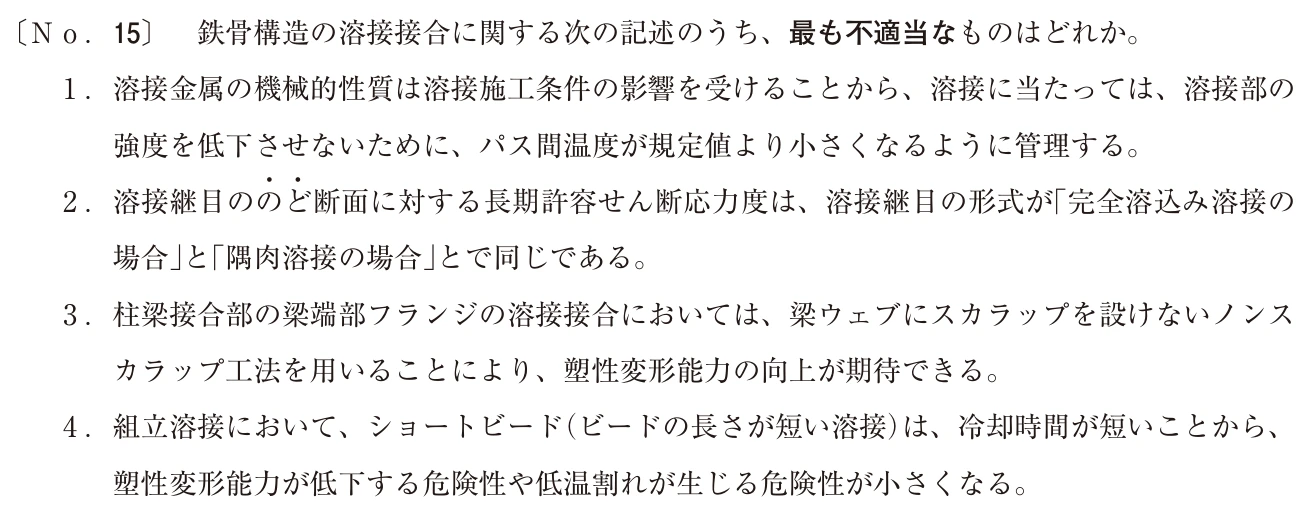 〔Ｎｏ．15〕　鉄骨構造の溶接接合に関する次の記述のうち、最も不適当なものはどれか。
１．溶接金属の機械的性質は溶接施工条件の影響を受けることから、溶接に当たっては、溶接部の
強度を低下させないために、パス間温度が規定値より小さくなるように管理する。
２．溶接継目ののど断面に対する長期許容せん断応力度は、溶接継目の形式が「完全溶込み溶接の
場合」と「隅肉溶接の場合」とで同じである。
３．柱梁接合部の梁端部フランジの溶接接合においては、梁ウェブにスカラップを設けないノンス
カラップ工法を用いることにより、塑性変形能力の向上が期待できる。
４．組立溶接において、ショートビード（ビードの長さが短い溶接）は、冷却時間が短いことから、
塑性変形能力が低下する危険性や低温割れが生じる危険性が小さくなる。